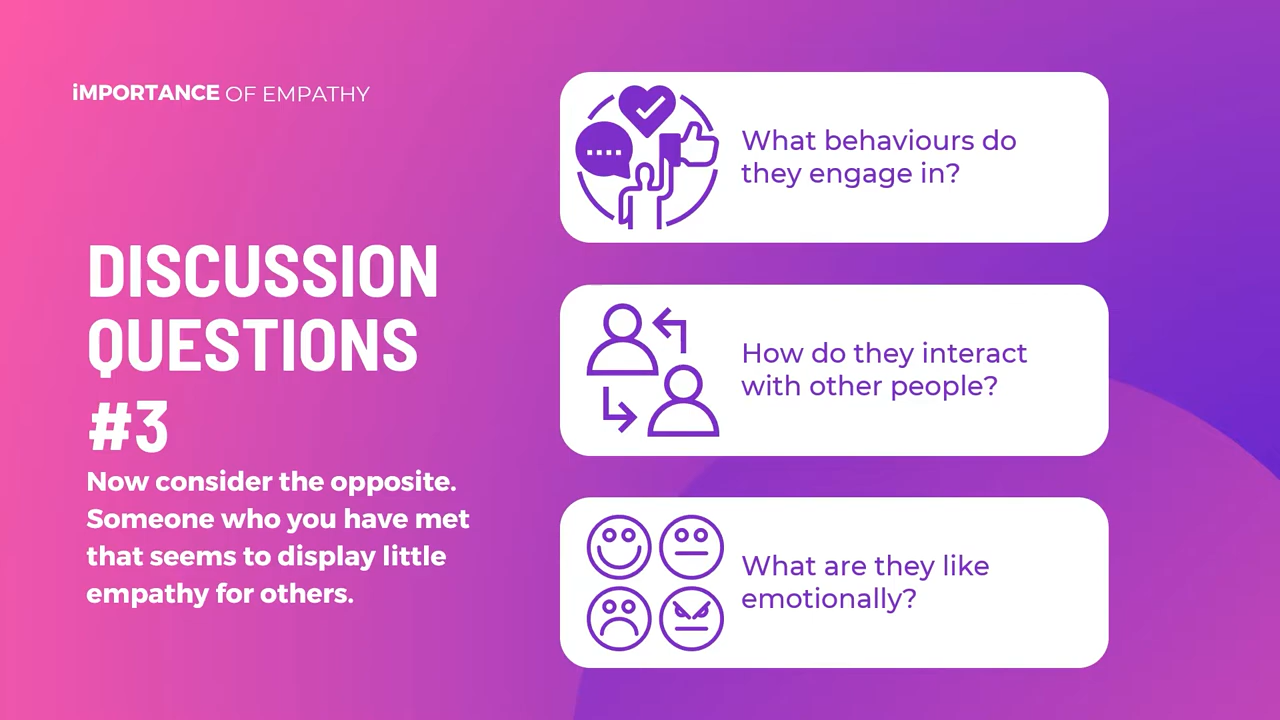 iMPORTANCE OF EMPATHY
DISCUSSION
QUESTIONS
#3
Now consider the opposite.
Someone who you have met
that seems to display little
empathy for others.
What behaviours do
they engage in?
How do they interact
with other people?
What are they like
emotionally?